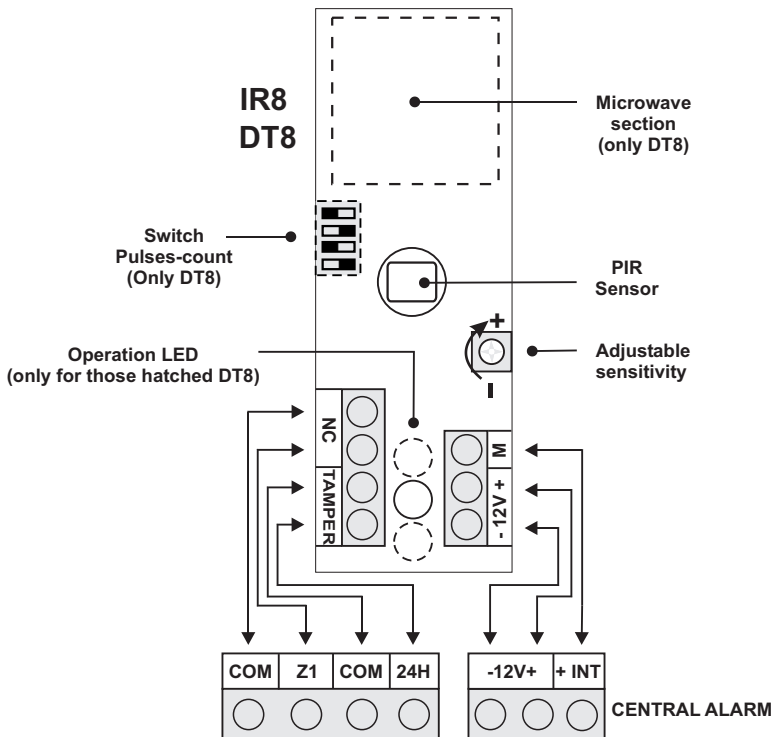 IR8
DT8
Microwave
section
(only DT8)
Switch
Pulses-count
(Only DT8)
PIR
Sensor
+
-
Adjustable
sensitivity
Operation LED
(only for those hatched DT8)
NC
TAMPER
M
- 12V +
COM Z1 COM 24H
-12V+ + INT
CENTRAL ALARM